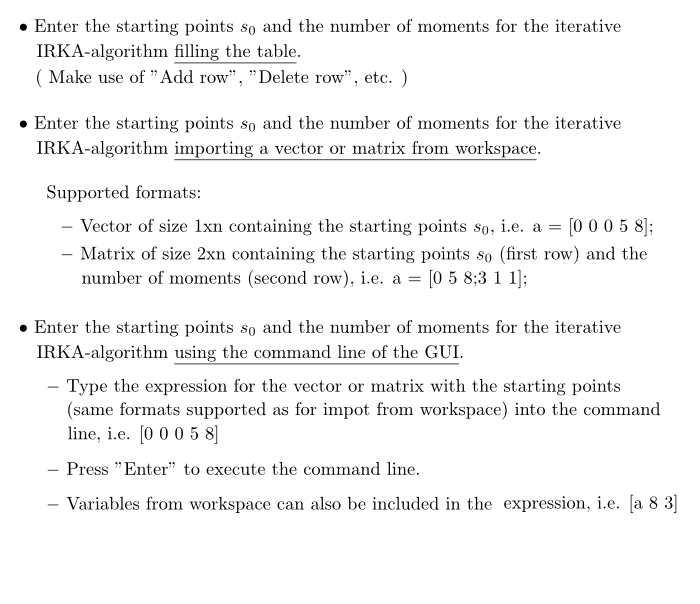 • Enter the starting points s₀ and the number of moments for the iterative
IRKA-algorithm filling the table.
( Make use of ”Add row”, ”Delete row”, etc. )
• Enter the starting points s₀ and the number of moments for the iterative
IRKA-algorithm importing a vector or matrix from workspace.
Supported formats:
– Vector of size 1xn containing the starting points s₀, i.e. a = [0 0 0 5 8];
– Matrix of size 2xn containing the starting points s₀ (first row) and the
number of moments (second row), i.e. a = [0 5 8;3 1 1];
• Enter the starting points s₀ and the number of moments for the iterative
IRKA-algorithm using the command line of the GUI.
– Type the expression for the vector or matrix with the starting points
(same formats supported as for impot from workspace) into the command
line, i.e. [0 0 0 5 8]
– Press ”Enter” to execute the command line.
– Variables from workspace can also be included in the expression, i.e. [a 8 3]